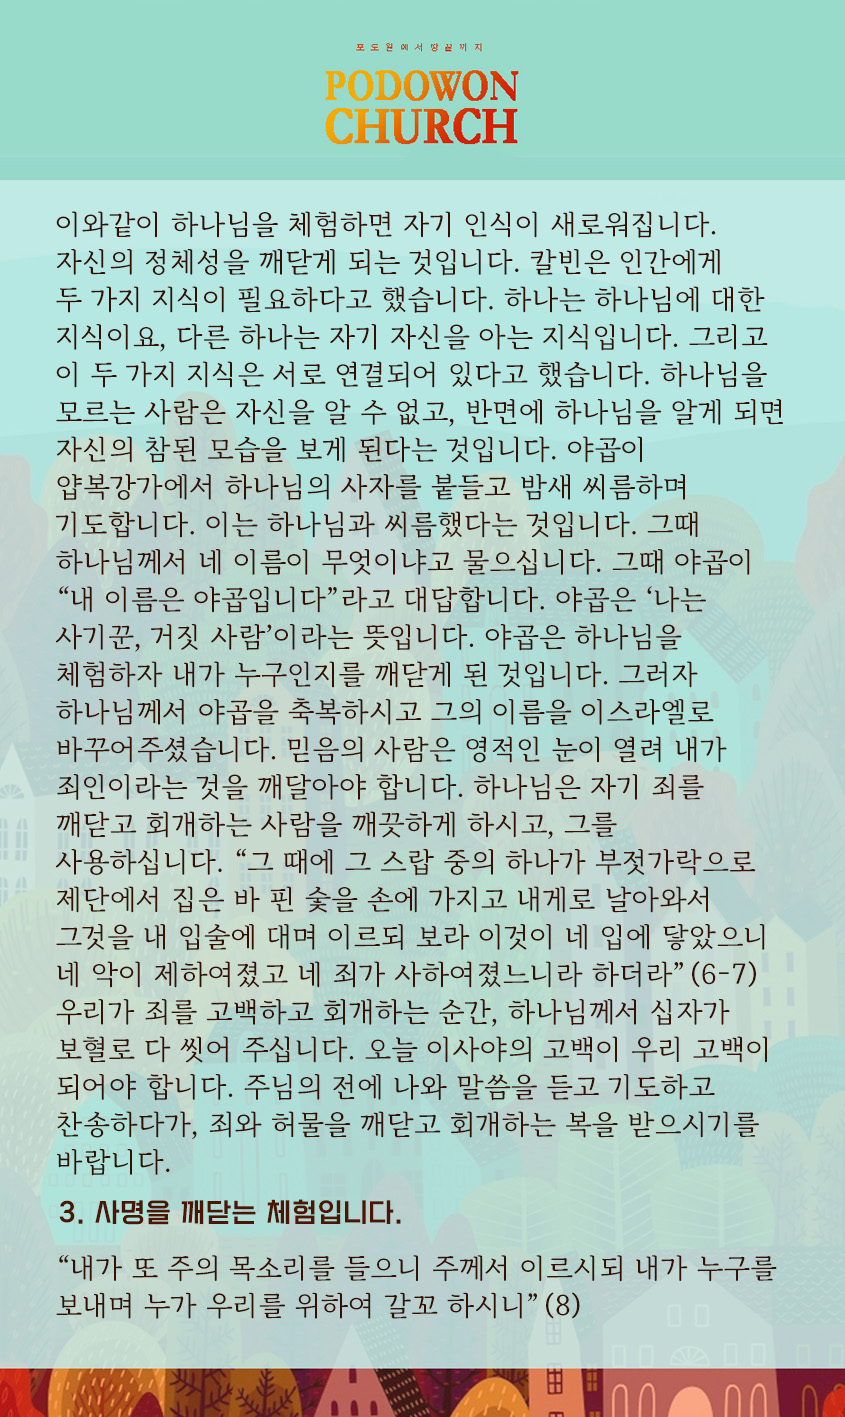 포도원에서땅끝까지
PODOWON
CHURCH
이와같이 하나님을 체험하면 자기 인식이 새로워집니다.
자신의 정체성을 깨닫게 되는 것입니다. 칼빈은 인간에게
두 가지 지식이 필요하다고 했습니다. 하나는 하나님에 대한
지식이요, 다른 하나는 자기 자신을 아는 지식입니다. 그리고
이 두 가지 지식은 서로 연결되어 있다고 했습니다. 하나님을
모르는 사람은 자신을 알 수 없고, 반면에 하나님을 알게 되면
자신의 참된 모습을 보게 된다는 것입니다. 야곱이
얍복강가에서 하나님의 사자를 붙들고 밤새 씨름하며
기도합니다. 이는 하나님과 씨름했다는 것입니다. 그때
하나님께서 네 이름이 무엇이냐고 물으십니다. 그때 야곱이
“내 이름은 야곱입니다”라고 대답합니다. 야곱은 ‘나는
사기꾼, 거짓 사람’이라는 뜻입니다. 야곱은 하나님을
체험하자 내가 누구인지를 깨닫게 된 것입니다. 그러자
하나님께서 야곱을 축복하시고 그의 이름을 이스라엘로
바꾸어주셨습니다. 믿음의 사람은 영적인 눈이 열려 내가
죄인이라는 것을 깨달아야 합니다. 하나님은 자기 죄를
깨닫고 회개하는 사람을 깨끗하게 하시고, 그를
사용하십니다. “그 때에 그 스랍 중의 하나가 부젓가락으로
제단에서 집은 바 핀 숯을 손에 가지고 내게로 날아와서
그것을 내 입술에 대며 이르되 보라 이것이 네 입에 닿았으니
네 악이 제하여졌고 네 죄가 사하여졌느니라 하더라”(6-7)
우리가 죄를 고백하고 회개하는 순간, 하나님께서 십자가
보혈로 다 씻어 주십니다. 오늘 이사야의 고백이 우리 고백이
되어야 합니다. 주님의 전에 나와 말씀을 듣고 기도하고
찬송하다가, 죄와 허물을 깨닫고 회개하는 복을 받으시기를
바랍니다.
3. 사명을 깨닫는 체험입니다.
“내가 또 주의 목소리를 들으니 주께서 이르시되 내가 누구를
보내며 누가 우리를 위하여 갈꼬 하시니”(8)